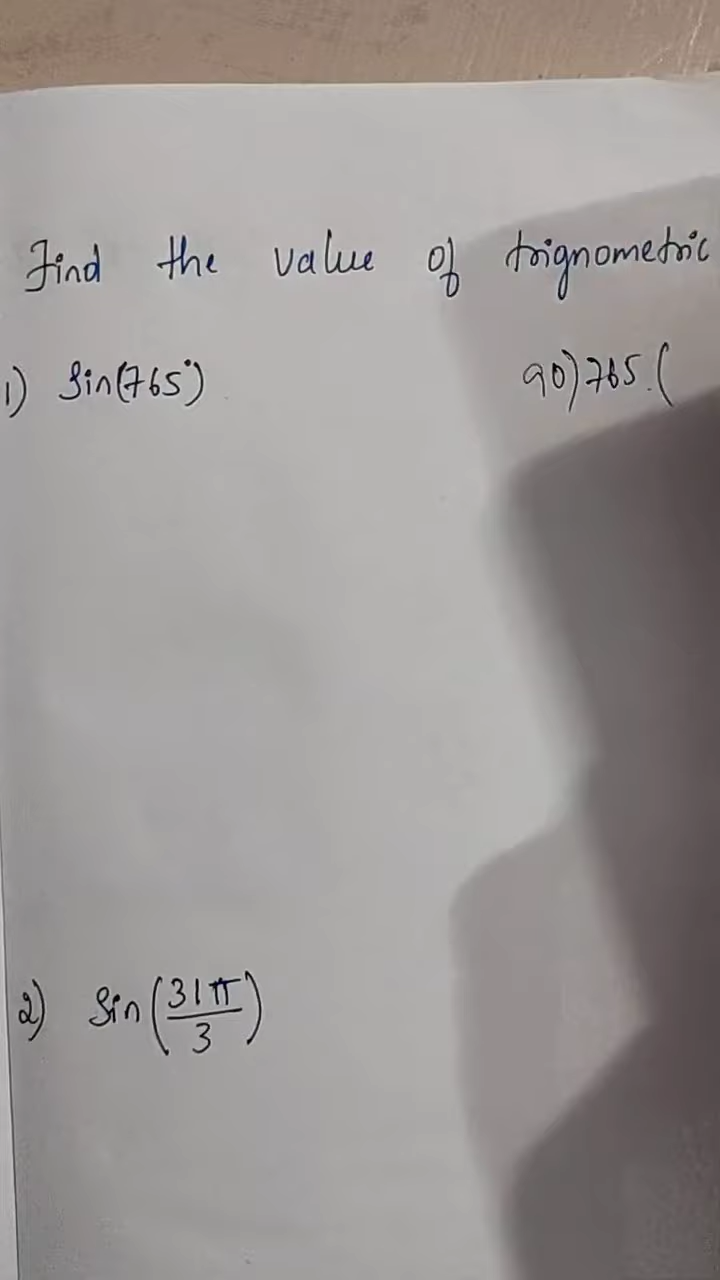 Find the value of trignometric
1) Sin(765°) 90)765.(
2) Sin(31π/3)